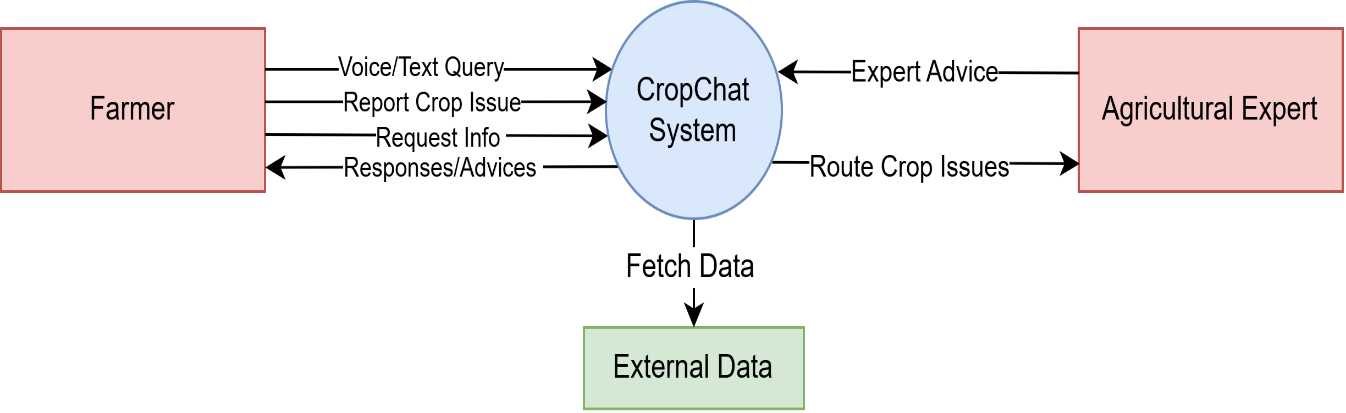 Farmer
Voice/Text Query
Report Crop Issue
Request Info
Responses/Advices
CropChat
System
Expert Advice
Route Crop Issues
Agricultural Expert
Fetch Data
External Data